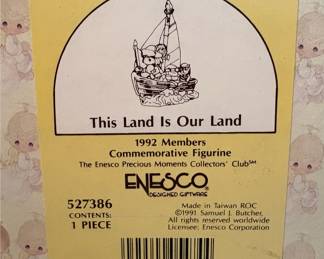 This Land Is Our Land
1992 Members
Commemorative Figurine
The Enesco Precious Moments Collectors' Club℠
ENESCO®
DESIGNED GIFTWARE
527386
CONTENTS:
1 PIECE
Made in Taiwan ROC
©1991 Samuel J. Butcher,
All rights reserved worldwide
Licensee: Enesco Corporation